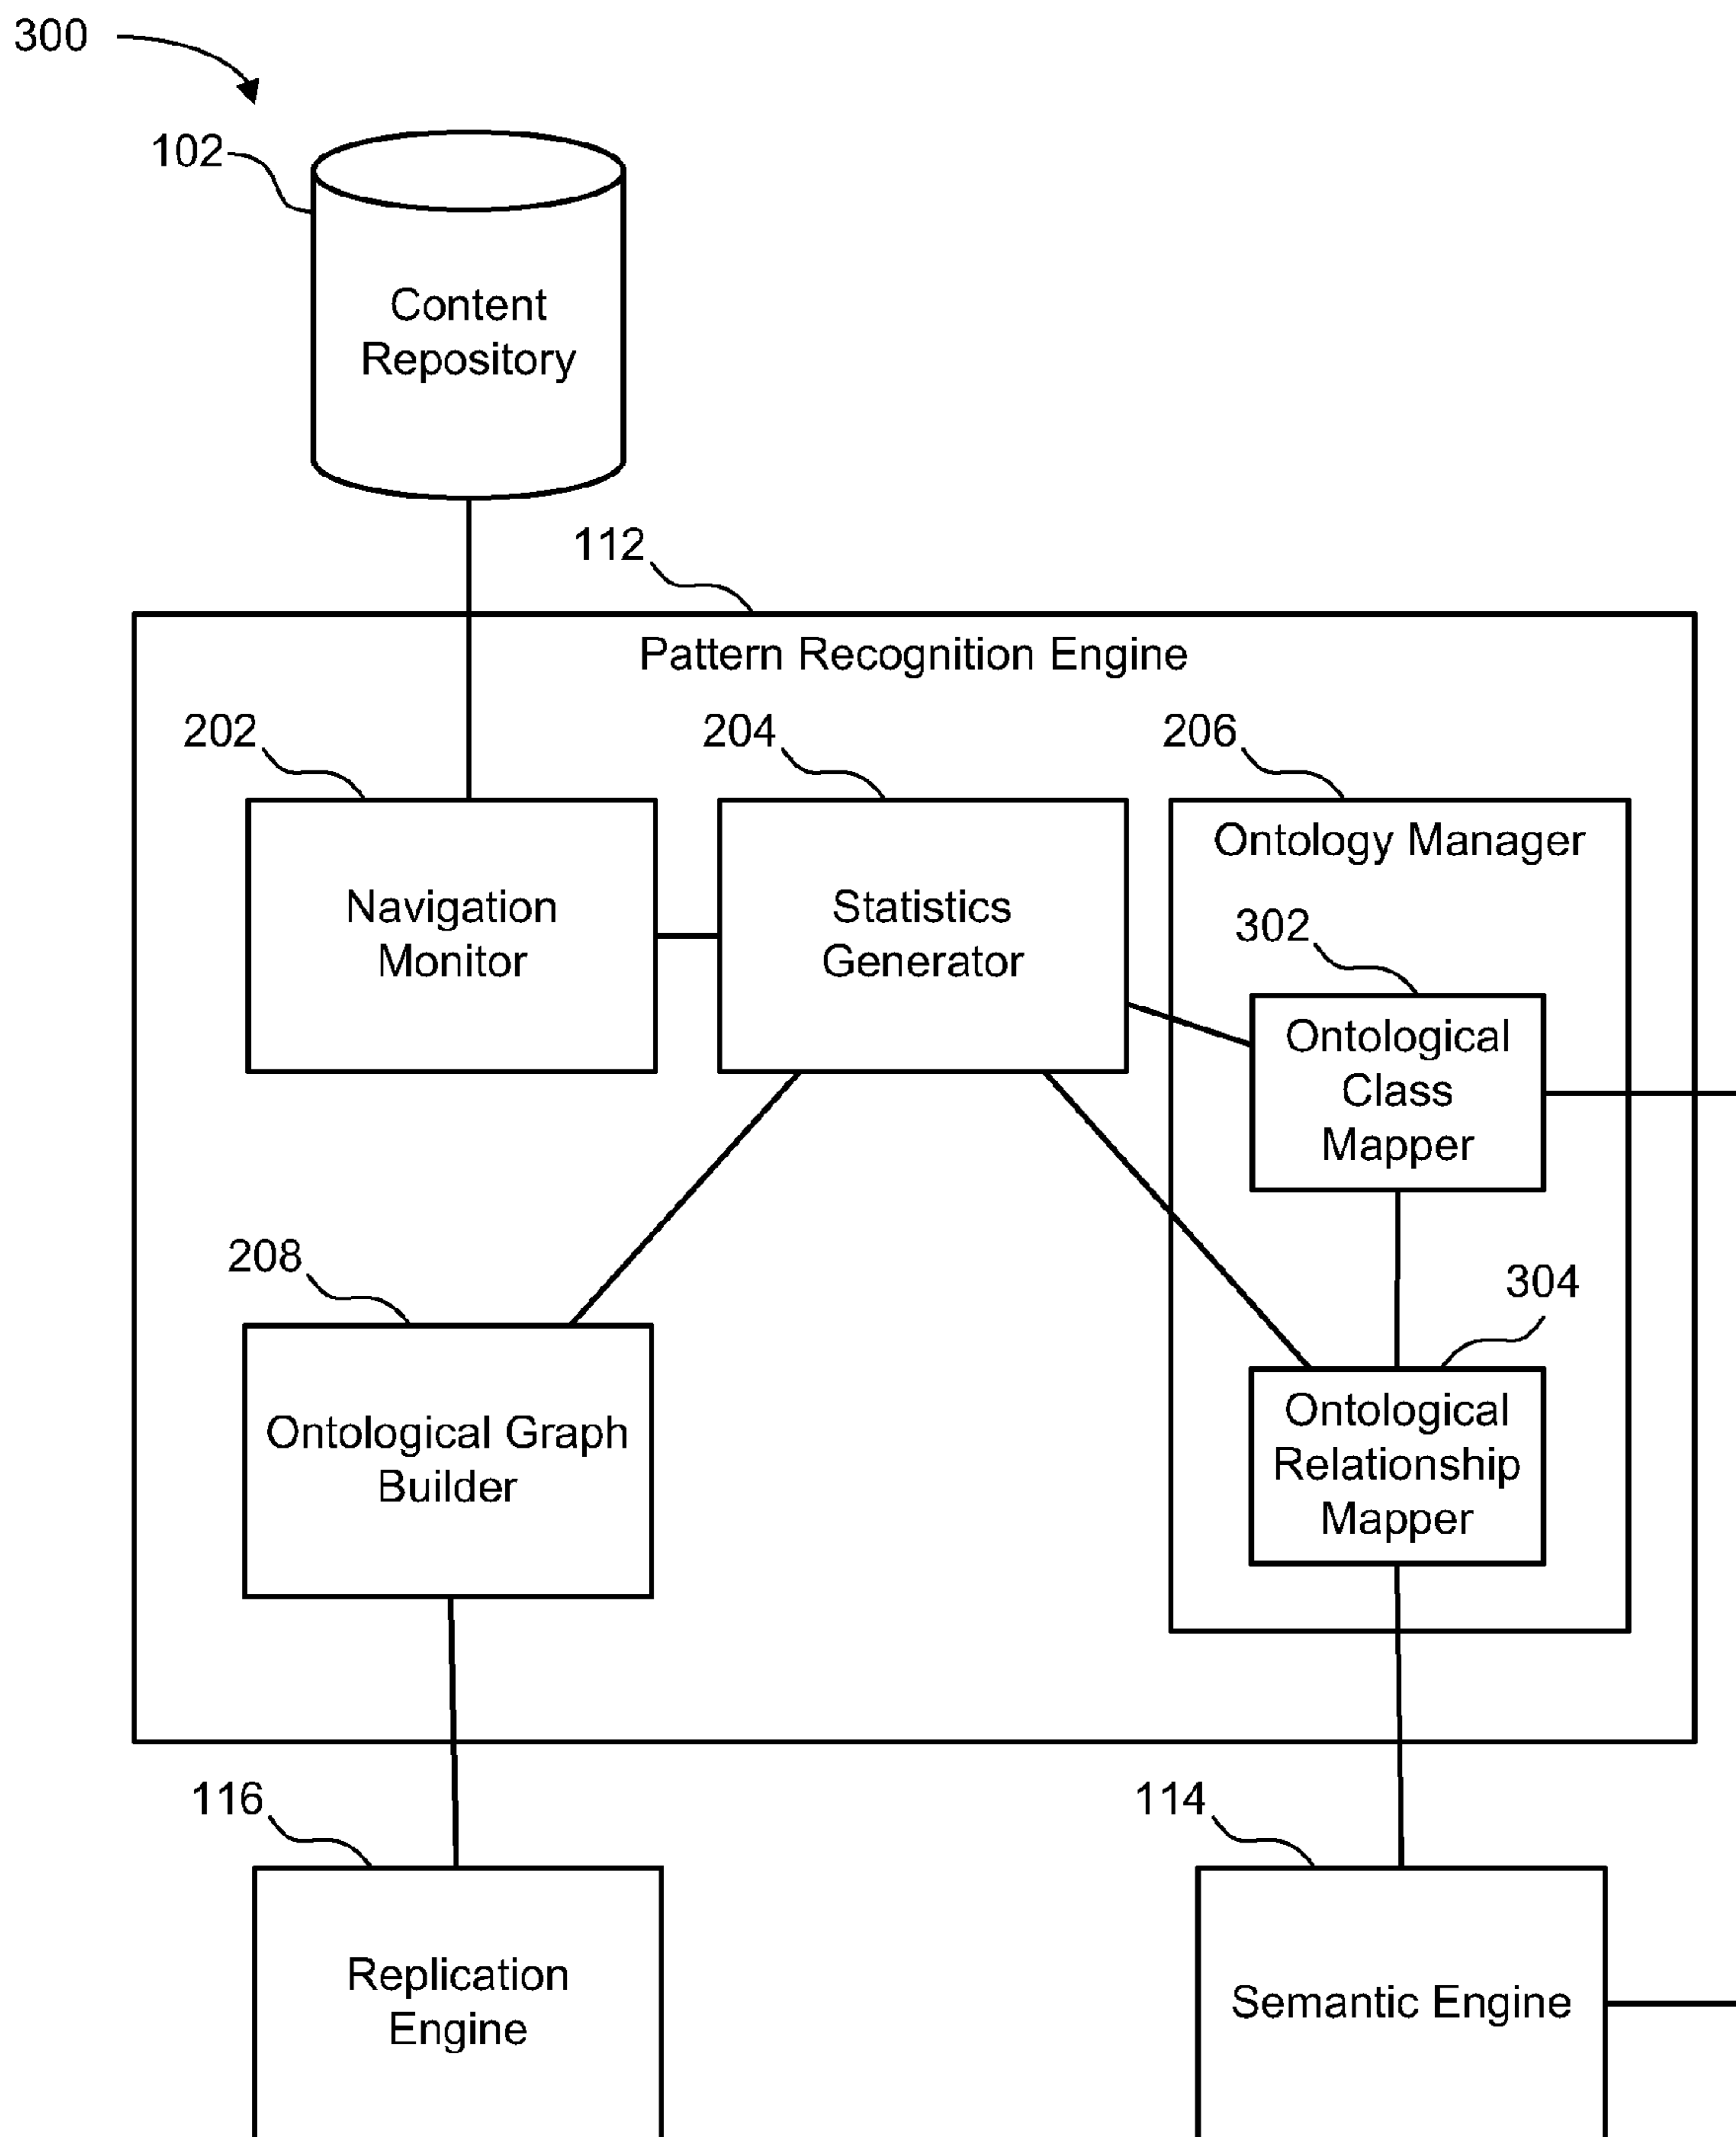 300
102
Content
Repository
112
Pattern Recognition Engine
202
204
206
Ontology Manager
Navigation
Monitor
Statistics
Generator
302
Ontological
Class
Mapper
208
304
Ontological Graph
Builder
Ontological
Relationship
Mapper
116
114
Replication
Engine
Semantic Engine